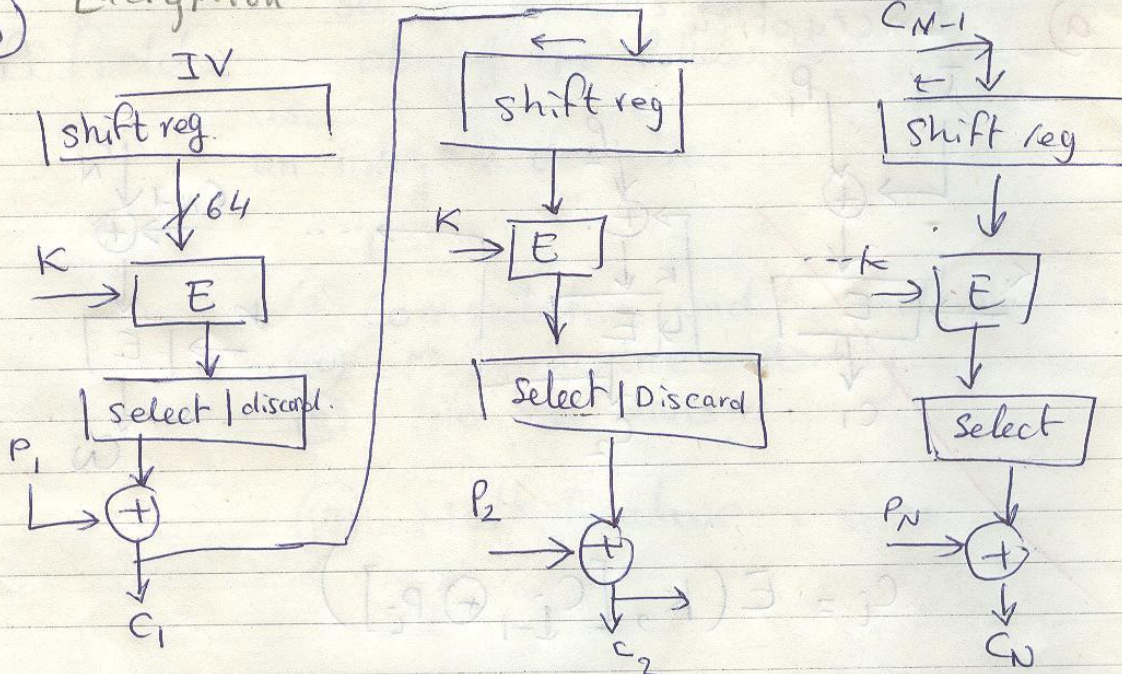 Encryption
IV
shift reg.
64
K
E
select | discard.
P1
+
C1
shift reg
K
E
Select | Discard
P2
+
C2
CN-1
Shift reg
K
E
Select
PN
+
CN